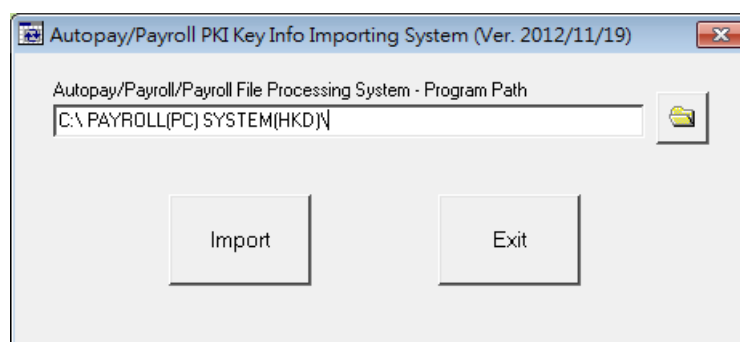 Autopay/Payroll PKI Key Info Importing System (Ver. 2012/11/19)
Autopay/Payroll/Payroll File Processing System - Program Path
C:\ PAYROLL(PC) SYSTEM(HKD)\
Import
Exit